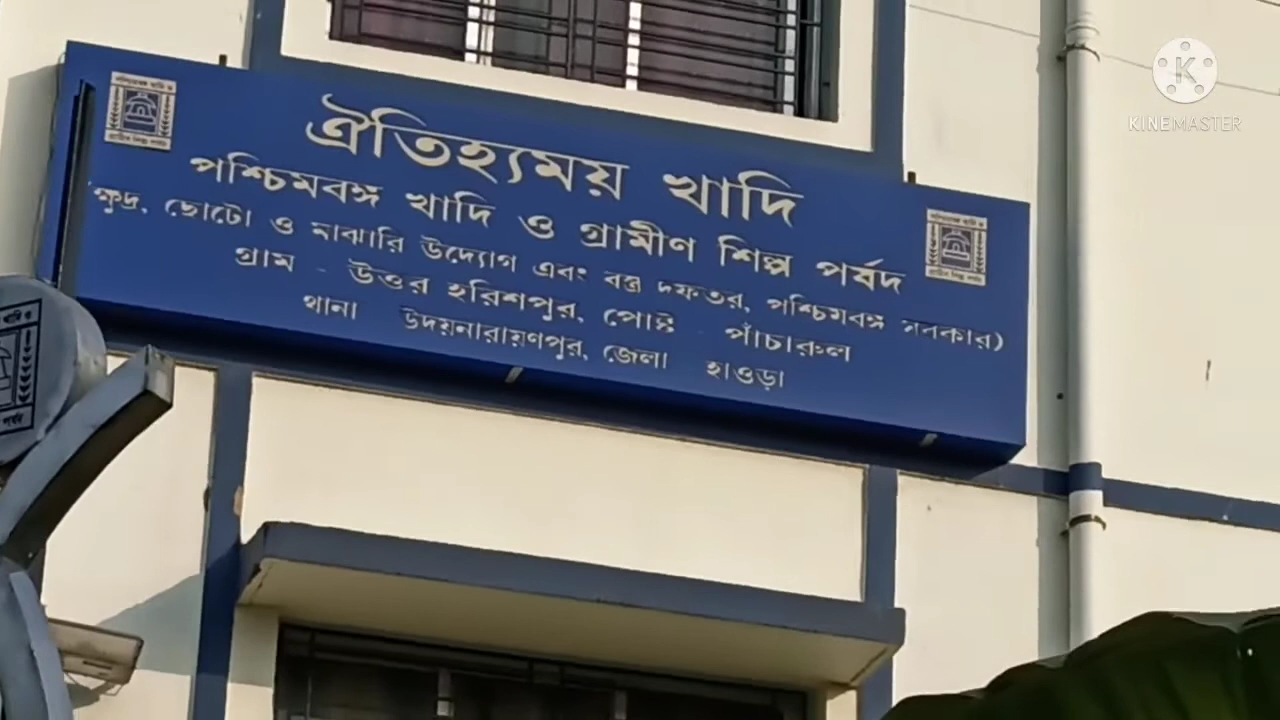 ঐতিহ্যময় খাদি
পশ্চিমবঙ্গ খাদি ও গ্রামীণ শিল্প পর্ষদ
ক্ষুদ্র, ছোটো ও মাঝারি উদ্যোগ এবং বস্ত্র দফতর, পশ্চিমবঙ্গ সরকার)
গ্রাম - উত্তর হরিশপুর, পোষ্ট - পাঁচারুল
থানা উদয়নারায়ণপুর, জেলা হাওড়া
K
KINEMASTER